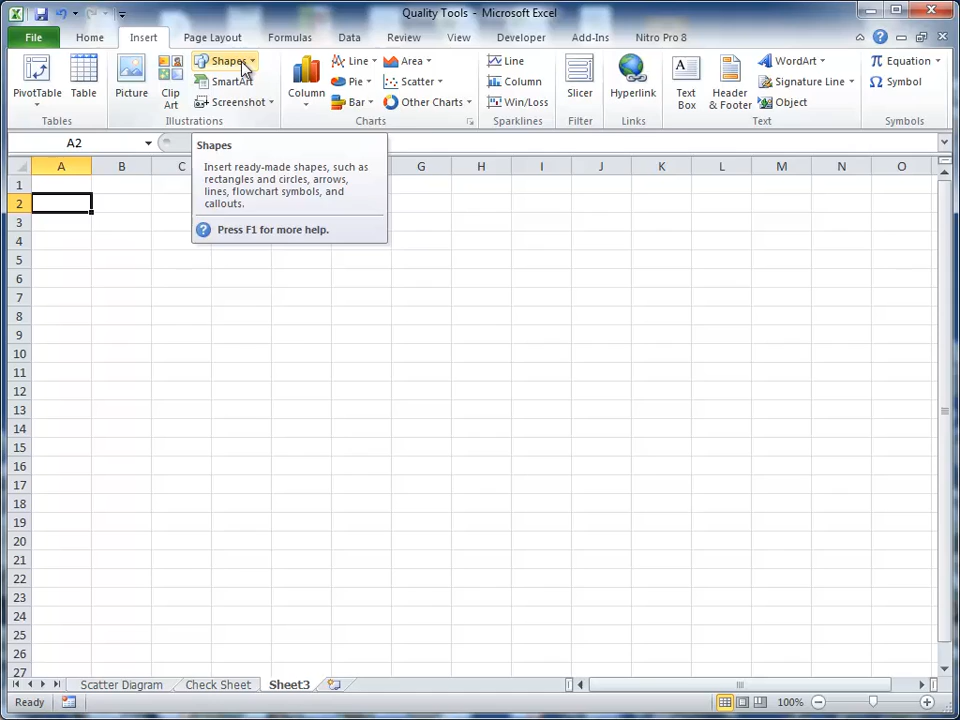 Quality Tools - Microsoft Excel
File Home Insert Page Layout Formulas Data Review View Developer Add-Ins Nitro Pro 8
Shapes Line Area Line WordArt Equation
SmartArt Pie Scatter Column Signature Line Symbol
PivotTable Table Picture Clip Art Screenshot Column Bar Other Charts Win/Loss Slicer Hyperlink Text Box Header & Footer Object
Tables Illustrations Charts Sparklines Filter Links Text Symbols
A2
Shapes
Insert ready-made shapes, such as
rectangles and circles, arrows,
lines, flowchart symbols, and
callouts.
Press F1 for more help.
A B C G H I J K L M N O
1
2
3
4
5
6
7
8
9
10
11
12
13
14
15
16
17
18
19
20
21
22
23
24
25
26
27
Scatter Diagram Check Sheet Sheet3
Ready 100%